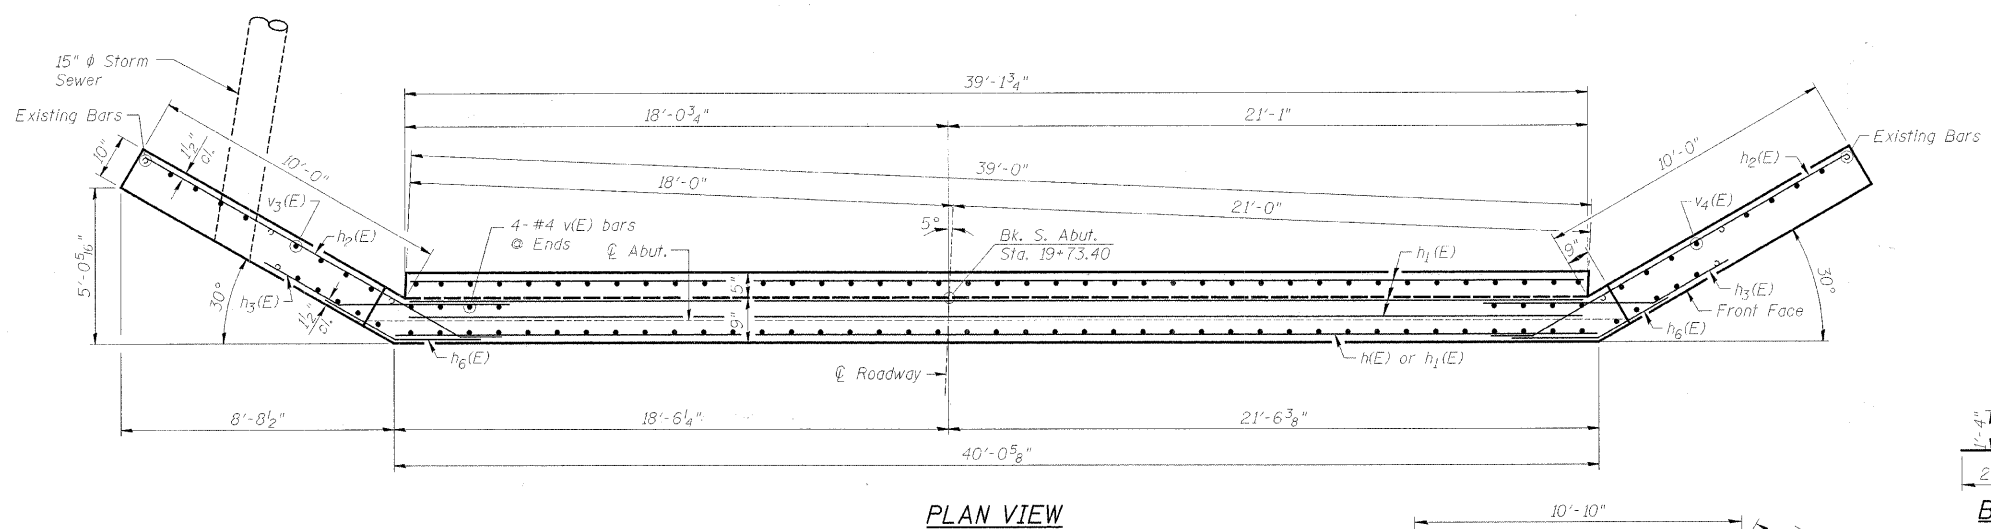 15" ϕ Storm
Sewer
Existing Bars
10"
1½"
cl.
10'-0"
39'-1¾"
18'-0¾"
21'-1"
39'-0"
18'-0"
21'-0"
5°
10'-0"
Existing Bars
h2(E)
v4(E)
9"
v3(E)
h2(E)
4-#4 v(E) bars
@ Ends
℄ Abut.
Bk. S. Abut.
Sta. 19+73.40
h1(E)
5'-0 5/16"
30°
h3(E)
1½"
cl.
h6(E)
5"
9"
h3(E)
Front Face
h6(E)
30°
h(E) or h1(E)
℄ Roadway
8'-8½"
18'-6¼"
21'-6⅜"
40'-0⅝"
PLAN VIEW
10'-10"
1'-4"
2
B